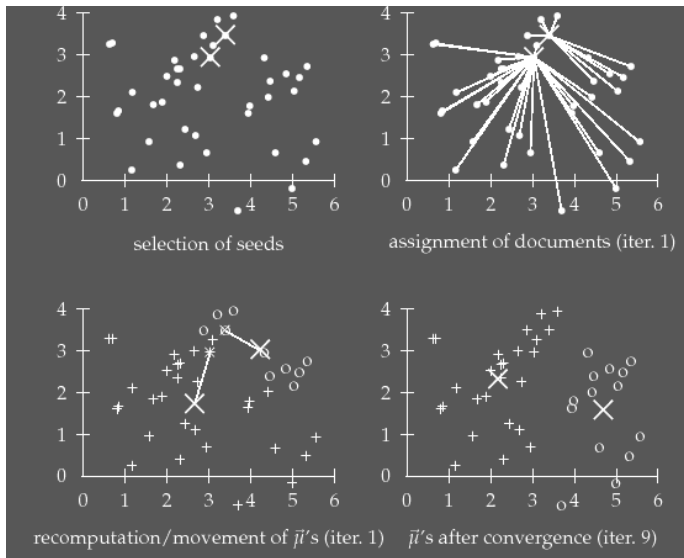 4
3
2
1
0
0 1 2 3 4 5 6
selection of seeds
4
3
2
1
0
0 1 2 3 4 5 6
assignment of documents (iter. 1)
4
3
2
1
0
0 1 2 3 4 5 6
recomputation/movement of μ⃗'s (iter. 1)
4
3
2
1
0
0 1 2 3 4 5 6
μ⃗'s after convergence (iter. 9)